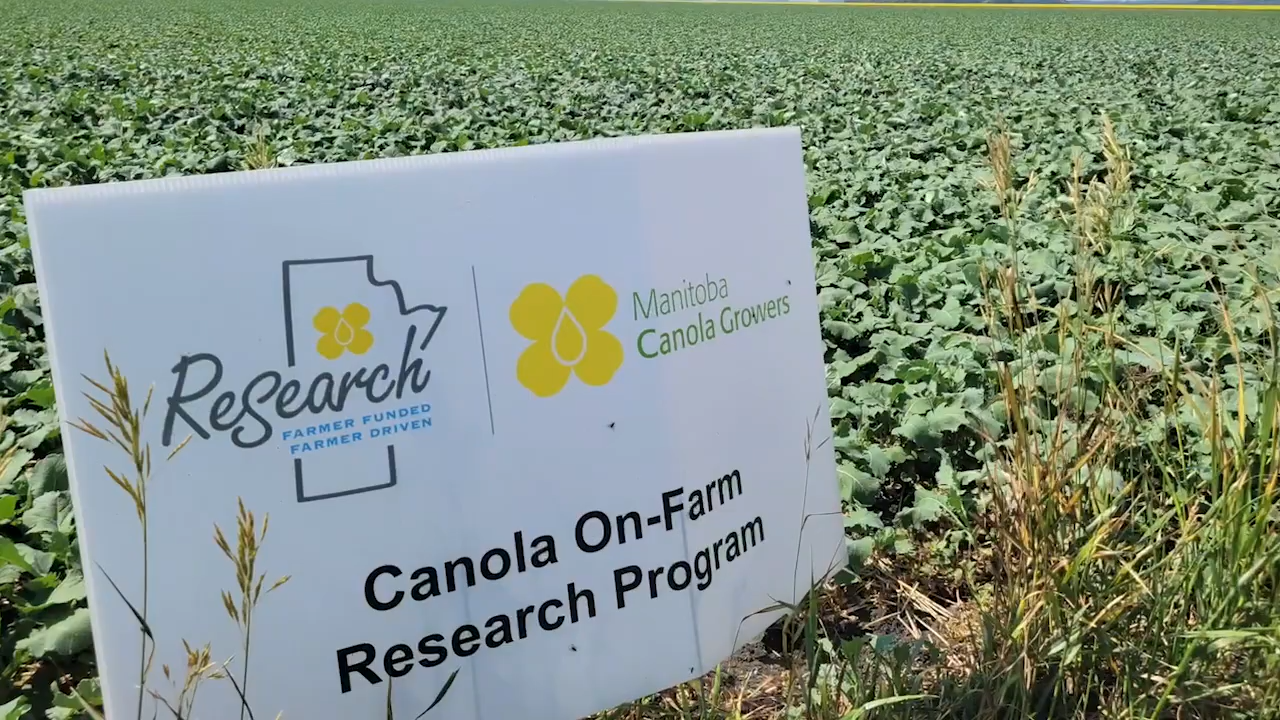 Research
FARMER FUNDED
FARMER DRIVEN
Manitoba
Canola Growers
Canola On-Farm
Research Program